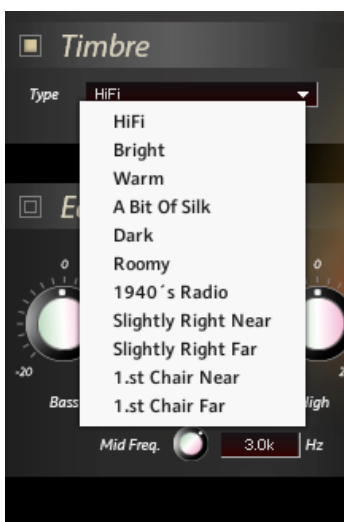 Timbre
Type HiFi
HiFi
Bright
Warm
A Bit Of Silk
Dark
Roomy
1940´s Radio
Slightly Right Near
Slightly Right Far
1.st Chair Near
1.st Chair Far
0 0
-20
Bass
Mid Freq. 3.0k Hz